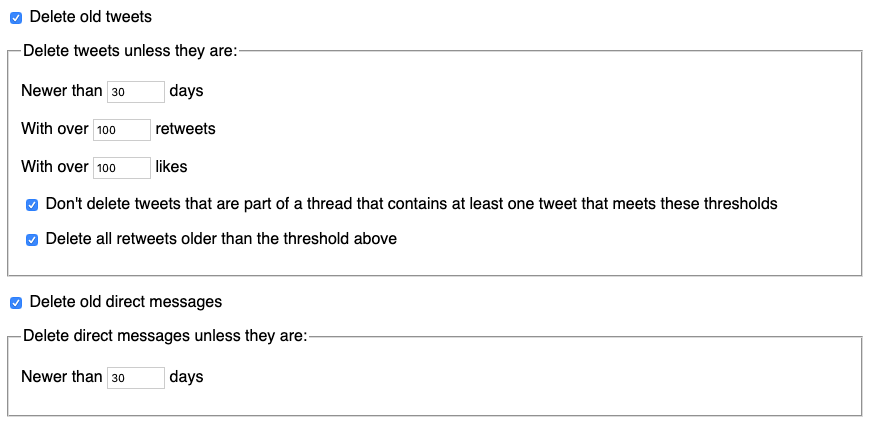 Delete old tweets
Delete tweets unless they are:
Newer than 30 days
With over 100 retweets
With over 100 likes
Don't delete tweets that are part of a thread that contains at least one tweet that meets these thresholds
Delete all retweets older than the threshold above
Delete old direct messages
Delete direct messages unless they are:
Newer than 30 days